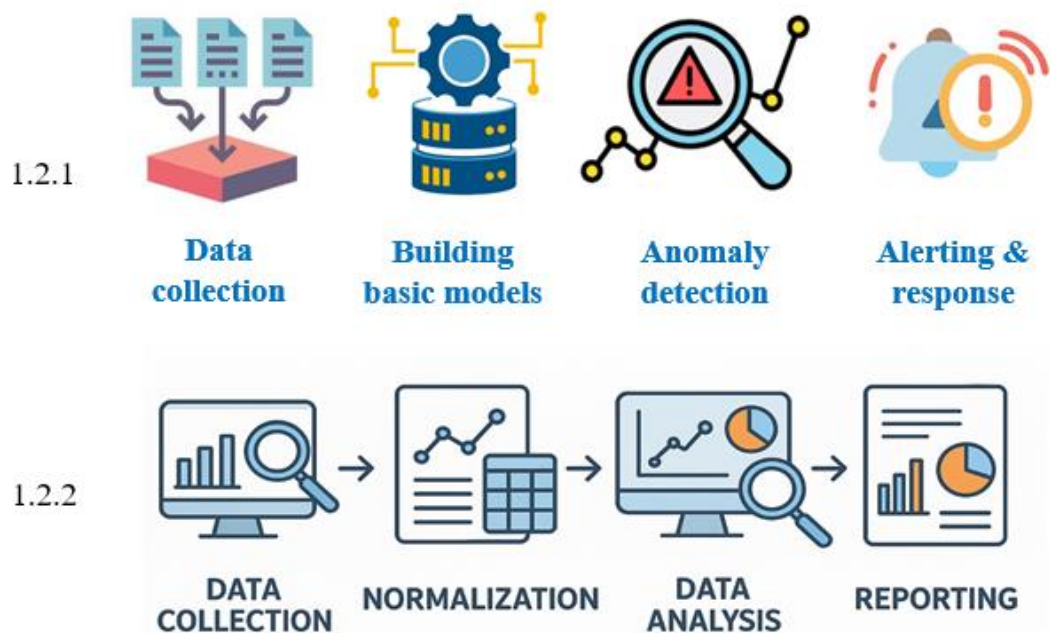 1.2.1
Data
collection
Building
basic models
Anomaly
detection
Alerting &
response
1.2.2
DATA
COLLECTION
NORMALIZATION
DATA
ANALYSIS
REPORTING